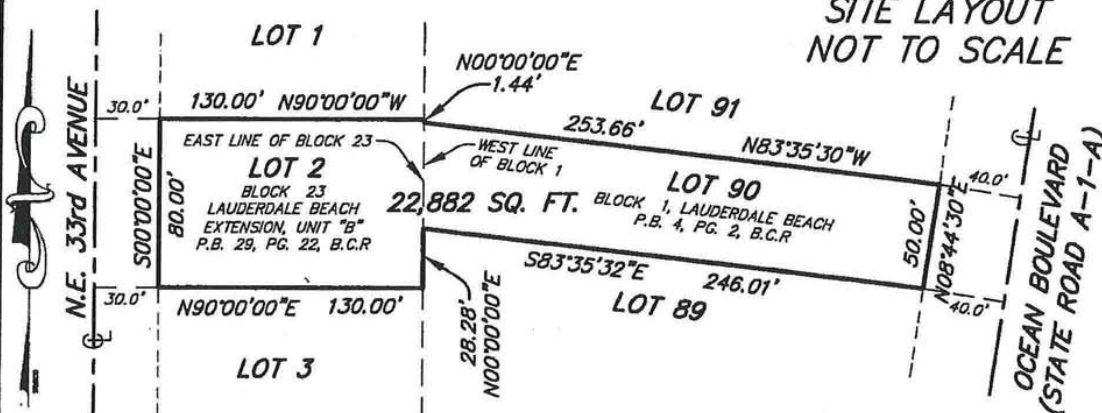 SITE LAYOUT
NOT TO SCALE
LOT 1
N00°00'00"E
1.44'
LOT 91
30.0'
130.00' N90°00'00"W
253.66'
N83°35'30"W
EAST LINE OF BLOCK 23
WEST LINE
OF BLOCK 1
N.E. 33rd AVENUE
S00°00'00"E
80.00'
LOT 2
BLOCK 23
LAUDERDALE BEACH
EXTENSION, UNIT "B"
P.B. 29, PG. 22, B.C.R
22,882 SQ. FT.
LOT 90
BLOCK 1, LAUDERDALE BEACH
P.B. 4, PG. 2, B.C.R
40.0'
50.00'
N08°44'30"E
40.0'
OCEAN BOULEVARD
(STATE ROAD A-1-A)
S83°35'32"E
246.01'
30.0'
N90°00'00"E 130.00'
28.28'
N00°00'00"E
LOT 89
LOT 3